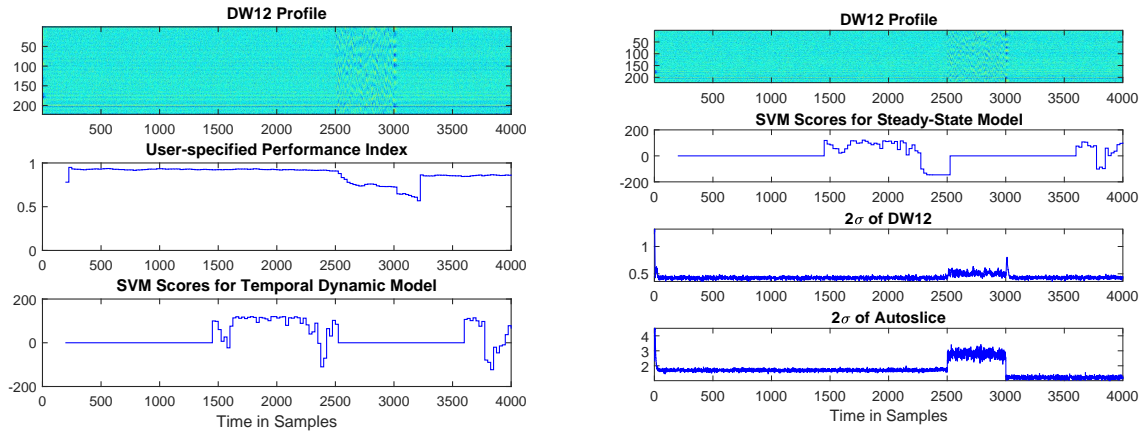 DW12 Profile
50
100
150
200
0 500 1000 1500 2000 2500 3000 3500 4000
User-specified Performance Index
1
0.5
0
0 500 1000 1500 2000 2500 3000 3500 4000
SVM Scores for Temporal Dynamic Model
200
0
-200
0 500 1000 1500 2000 2500 3000 3500 4000
Time in Samples
DW12 Profile
50
100
150
200
500 1000 1500 2000 2500 3000 3500 4000
SVM Scores for Steady-State Model
200
0
-200
0 500 1000 1500 2000 2500 3000 3500 4000
2σ of DW12
1
0.5
0 500 1000 1500 2000 2500 3000 3500 4000
2σ of Autoslice
4
3
2
0 500 1000 1500 2000 2500 3000 3500 4000
Time in Samples